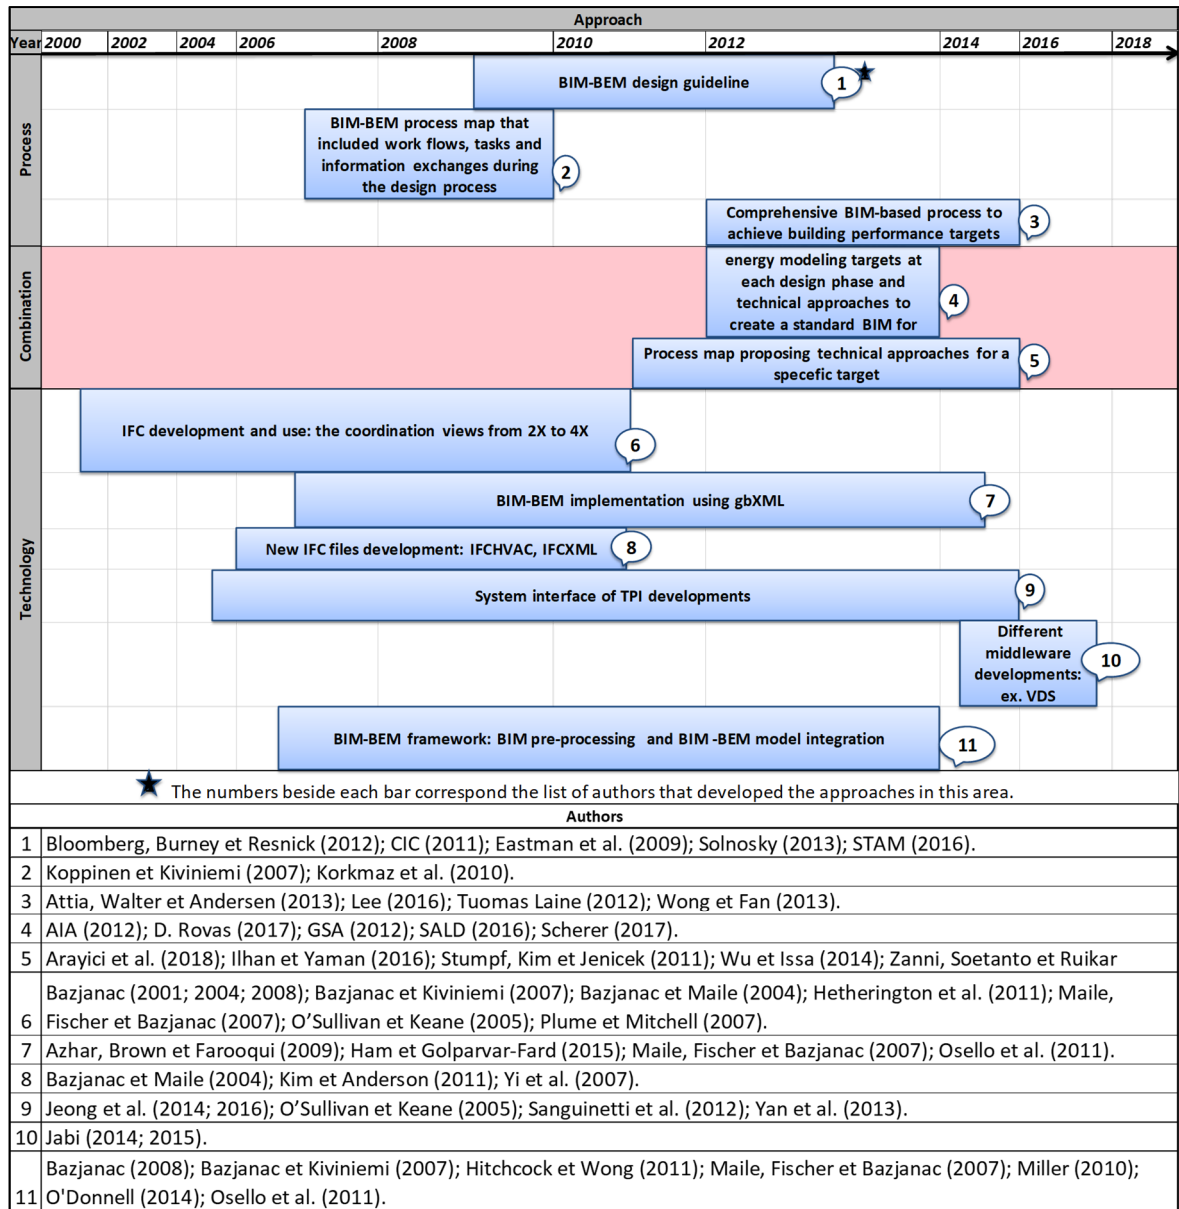 Approach
Year 2000 2002 2004 2006 2008 2010 2012 2014 2016 2018
Process
BIM-BEM design guideline
1
BIM-BEM process map that
included work flows, tasks and
information exchanges during
the design process
2
Comprehensive BIM-based process to
achieve building performance targets
3
Combination
energy modeling targets at
each design phase and
technical approaches to
create a standard BIM for
4
Process map proposing technical approaches for a
specefic target
5
Technology
IFC development and use: the coordination views from 2X to 4X
6
BIM-BEM implementation using gbXML
7
New IFC files development: IFCHVAC, IFCXML
8
System interface of TPI developments
9
Different
middleware
developments:
ex. VDS
10
BIM-BEM framework: BIM pre-processing and BIM -BEM model integration
11
The numbers beside each bar correspond the list of authors that developed the approaches in this area.
Authors
1 Bloomberg, Burney et Resnick (2012); CIC (2011); Eastman et al. (2009); Solnosky (2013); STAM (2016).
2 Koppinen et Kiviniemi (2007); Korkmaz et al. (2010).
3 Attia, Walter et Andersen (2013); Lee (2016); Tuomas Laine (2012); Wong et Fan (2013).
4 AIA (2012); D. Rovas (2017); GSA (2012); SALD (2016); Scherer (2017).
5 Arayici et al. (2018); Ilhan et Yaman (2016); Stumpf, Kim et Jenicek (2011); Wu et Issa (2014); Zanni, Soetanto et Ruikar
Bazjanac (2001; 2004; 2008); Bazjanac et Kiviniemi (2007); Bazjanac et Maile (2004); Hetherington et al. (2011); Maile,
6 Fischer et Bazjanac (2007); O’Sullivan et Keane (2005); Plume et Mitchell (2007).
7 Azhar, Brown et Farooqui (2009); Ham et Golparvar-Fard (2015); Maile, Fischer et Bazjanac (2007); Osello et al. (2011).
8 Bazjanac et Maile (2004); Kim et Anderson (2011); Yi et al. (2007).
9 Jeong et al. (2014; 2016); O’Sullivan et Keane (2005); Sanguinetti et al. (2012); Yan et al. (2013).
10 Jabi (2014; 2015).
Bazjanac (2008); Bazjanac et Kiviniemi (2007); Hitchcock et Wong (2011); Maile, Fischer et Bazjanac (2007); Miller (2010);
11 O'Donnell (2014); Osello et al. (2011).